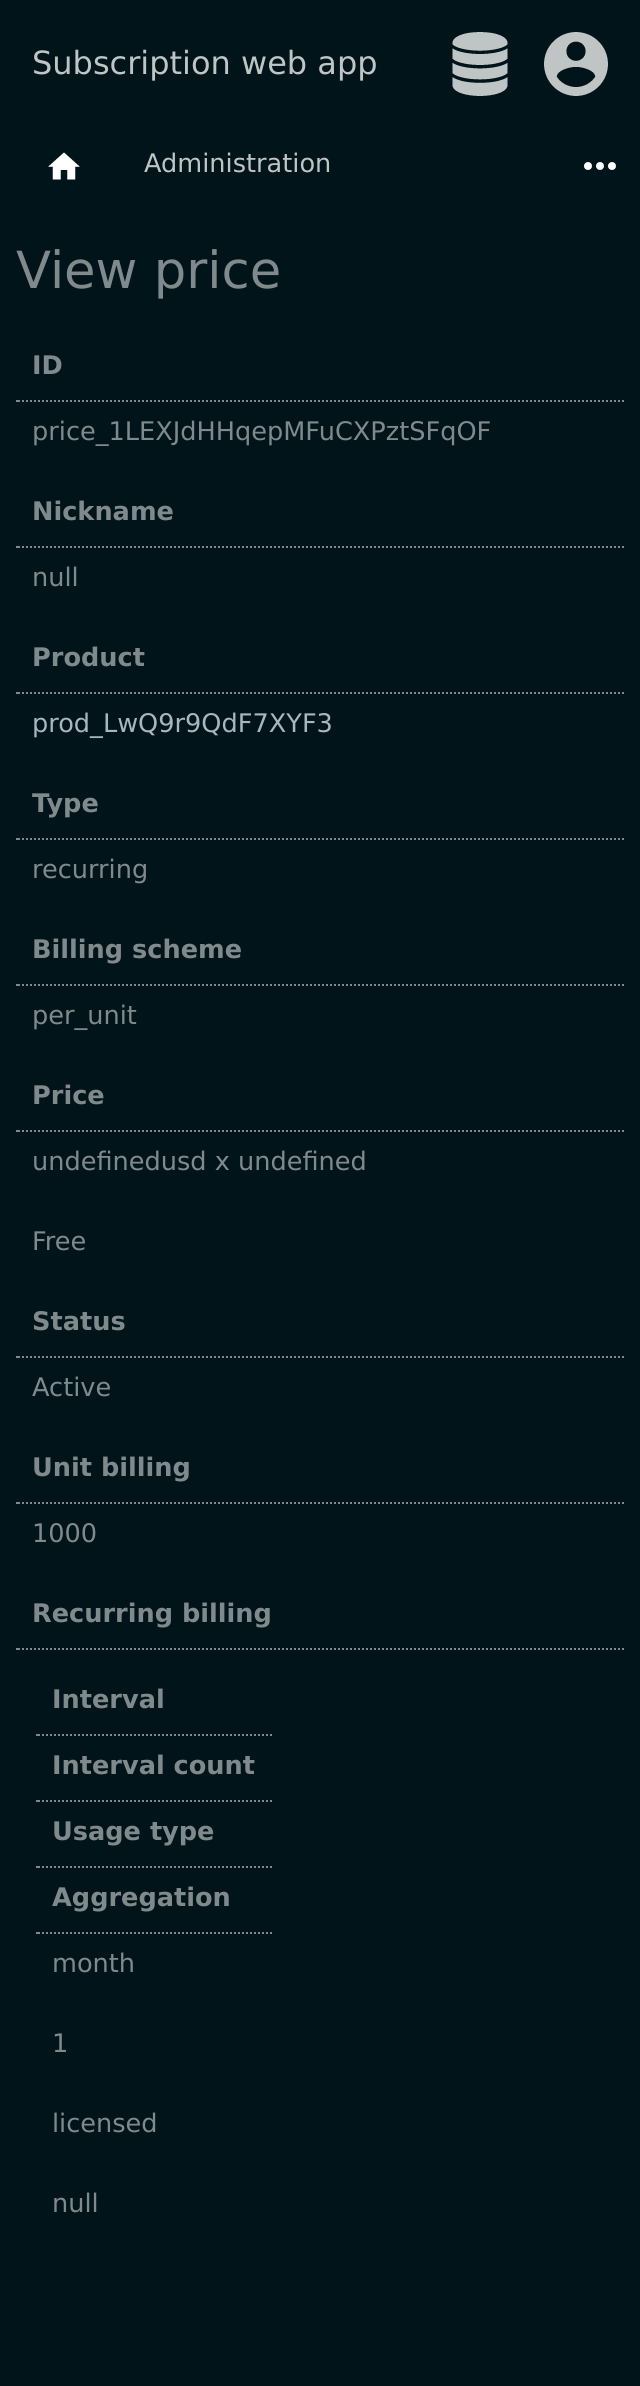 Subscription web app
Administration
View price
ID
price_1LEXJdHHqepMFuCXPztSFqOF
Nickname
null
Product
prod_LwQ9r9QdF7XYF3
Type
recurring
Billing scheme
per_unit
Price
undefinedusd x undefined
Free
Status
Active
Unit billing
1000
Recurring billing
Interval
Interval count
Usage type
Aggregation
month
1
licensed
null